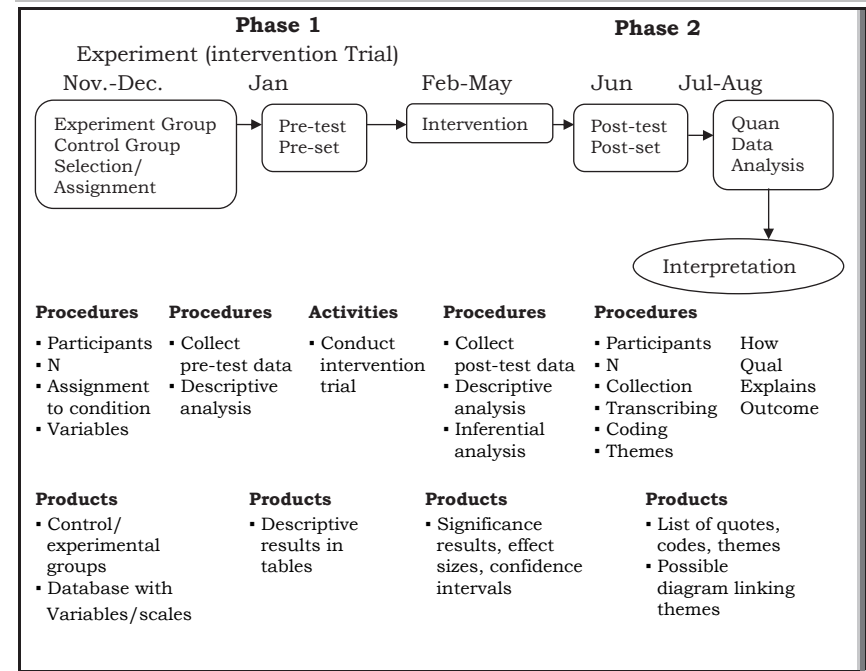 Phase 1
Phase 2
Experiment (intervention Trial)
Nov.-Dec.
Jan
Feb-May
Jun
Jul-Aug
Experiment Group
Control Group
Selection/
Assignment
Pre-test
Pre-set
Intervention
Post-test
Post-set
Quan
Data
Analysis
Interpretation
Procedures
▪ Participants
▪ N
▪ Assignment
to condition
▪ Variables
Procedures
▪ Collect
pre-test data
▪ Descriptive
analysis
Activities
▪ Conduct
intervention
trial
Procedures
▪ Collect
post-test data
▪ Descriptive
analysis
▪ Inferential
analysis
Procedures
▪ Participants
▪ N
▪ Collection
▪ Transcribing
▪ Coding
▪ Themes
How
Qual
Explains
Outcome
Products
▪ Control/
experimental
groups
▪ Database with
Variables/scales
Products
▪ Descriptive
results in
tables
Products
▪ Significance
results, effect
sizes, confidence
intervals
Products
▪ List of quotes,
codes, themes
▪ Possible
diagram linking
themes